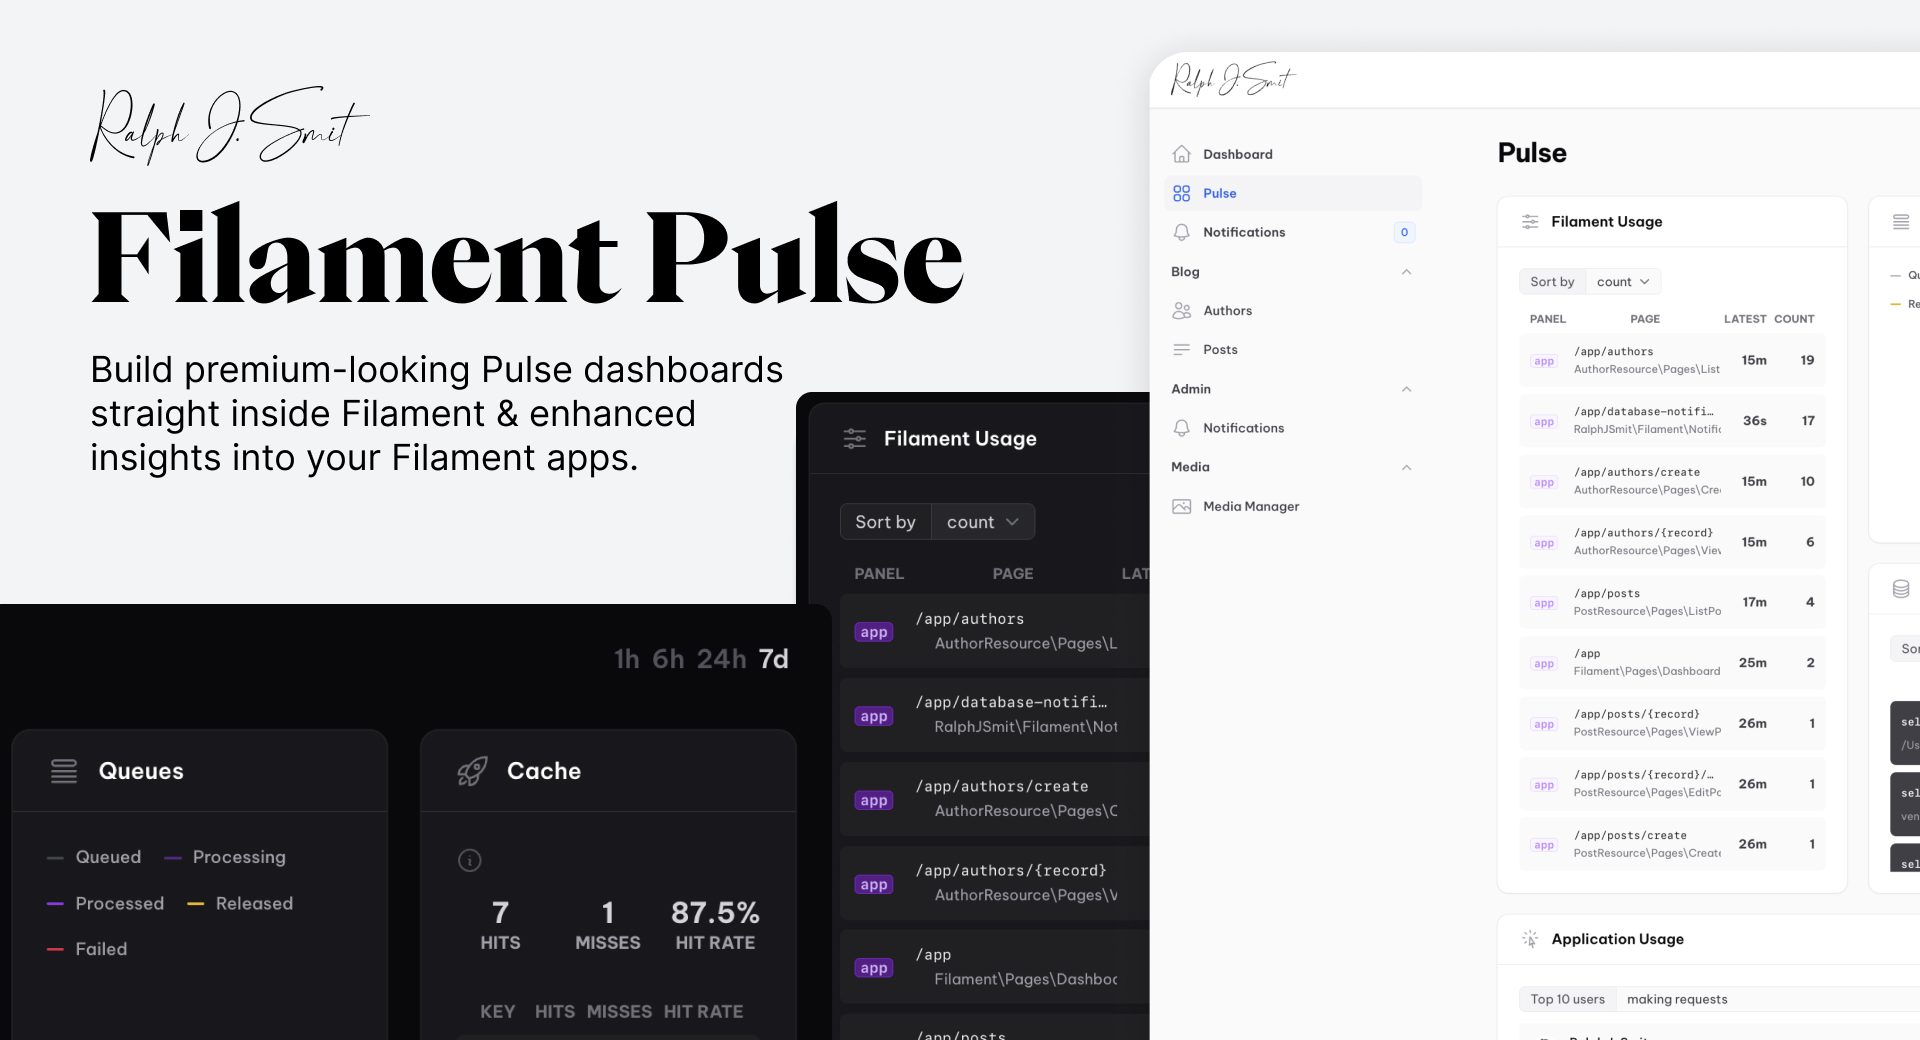 Ralph J. Smit
Filament Pulse
Build premium-looking Pulse dashboards
straight inside Filament & enhanced
insights into your Filament apps.
1h 6h 24h 7d
Queues
Queued Processing
Processed Released
Failed
Cache
7 1 87.5%
HITS MISSES HIT RATE
KEY HITS MISSES HIT RATE
Filament Usage
Sort by count
PANEL PAGE LAT
app /app/authors
AuthorResource\Pages\L
app /app/database-notifi…
RalphJSmit\Filament\Not
app /app/authors/create
AuthorResource\Pages\C
app /app/authors/{record}
AuthorResource\Pages\V
app /app
Filament\Pages\Dashboc
/app/posts
Ralph J. Smit
Dashboard
Pulse
Notifications 0
Blog
Authors
Posts
Admin
Notifications
Media
Media Manager
Pulse
Filament Usage
Sort by count
PANEL PAGE LATEST COUNT
app /app/authors 15m 19
AuthorResource\Pages\List
app /app/database-notifi… 36s 17
RalphJSmit\Filament\Notific
app /app/authors/create 15m 10
AuthorResource\Pages\Cre
app /app/authors/{record} 15m 6
AuthorResource\Pages\View
app /app/posts 17m 4
PostResource\Pages\ListPo
app /app 25m 2
Filament\Pages\Dashboard
app /app/posts/{record} 26m 1
PostResource\Pages\ViewP
app /app/posts/{record}/… 26m 1
PostResource\Pages\EditPo
app /app/posts/create 26m 1
PostResource\Pages\Create
Qu
Re
Sor
sel
/Us
sel
ven
sel
Application Usage
Top 10 users making requests